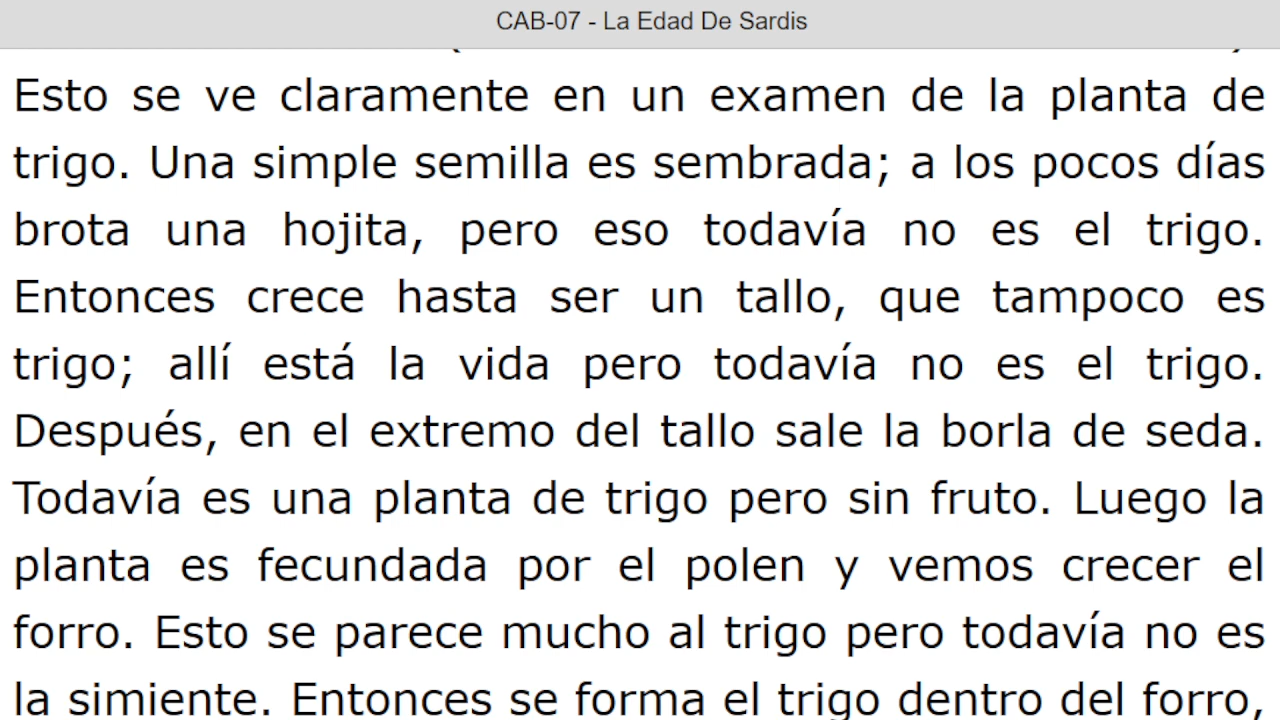 CAB-07 - La Edad De Sardis
Esto se ve claramente en un examen de la planta de
trigo. Una simple semilla es sembrada; a los pocos días
brota una hojita, pero eso todavía no es el trigo.
Entonces crece hasta ser un tallo, que tampoco es
trigo; allí está la vida pero todavía no es el trigo.
Después, en el extremo del tallo sale la borla de seda.
Todavía es una planta de trigo pero sin fruto. Luego la
planta es fecundada por el polen y vemos crecer el
forro. Esto se parece mucho al trigo pero todavía no es
la simiente. Entonces se forma el trigo dentro del forro,